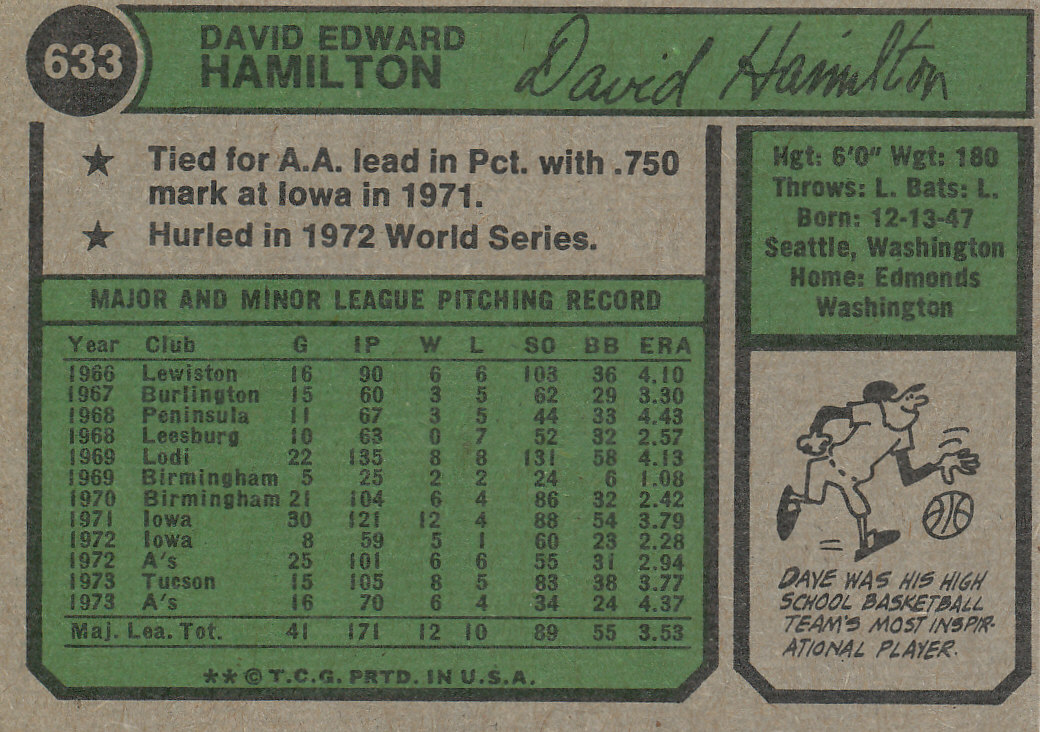 633
DAVID EDWARD
HAMILTON
David Hamilton
★ Tied for A.A. lead in Pct. with .750
mark at Iowa in 1971.
★ Hurled in 1972 World Series.
MAJOR AND MINOR LEAGUE PITCHING RECORD
Year Club G IP W L SO BB ERA
1966 Lewiston 16 90 6 6 103 36 4.10
1967 Burlington 15 60 3 5 62 29 3.30
1968 Peninsula 11 67 3 5 44 33 4.43
1968 Leesburg 10 63 0 7 52 32 2.57
1969 Lodi 22 135 8 8 131 58 4.13
1969 Birmingham 5 25 2 2 24 6 1.08
1970 Birmingham 21 104 6 4 86 32 2.42
1971 Iowa 30 121 12 4 88 54 3.79
1972 Iowa 8 59 5 1 60 23 2.28
1972 A's 25 101 6 6 55 31 2.94
1973 Tucson 15 105 8 5 83 38 3.77
1973 A's 16 70 6 4 34 24 4.37
Maj. Lea. Tot. 41 171 12 10 89 55 3.53
** © T.C.G. PRTD. IN U.S.A.
Hgt: 6'0" Wgt: 180
Throws: L. Bats: L.
Born: 12-13-47
Seattle, Washington
Home: Edmonds
Washington
DAVE WAS HIS HIGH
SCHOOL BASKETBALL
TEAM'S MOST INSPIR-
ATIONAL PLAYER.